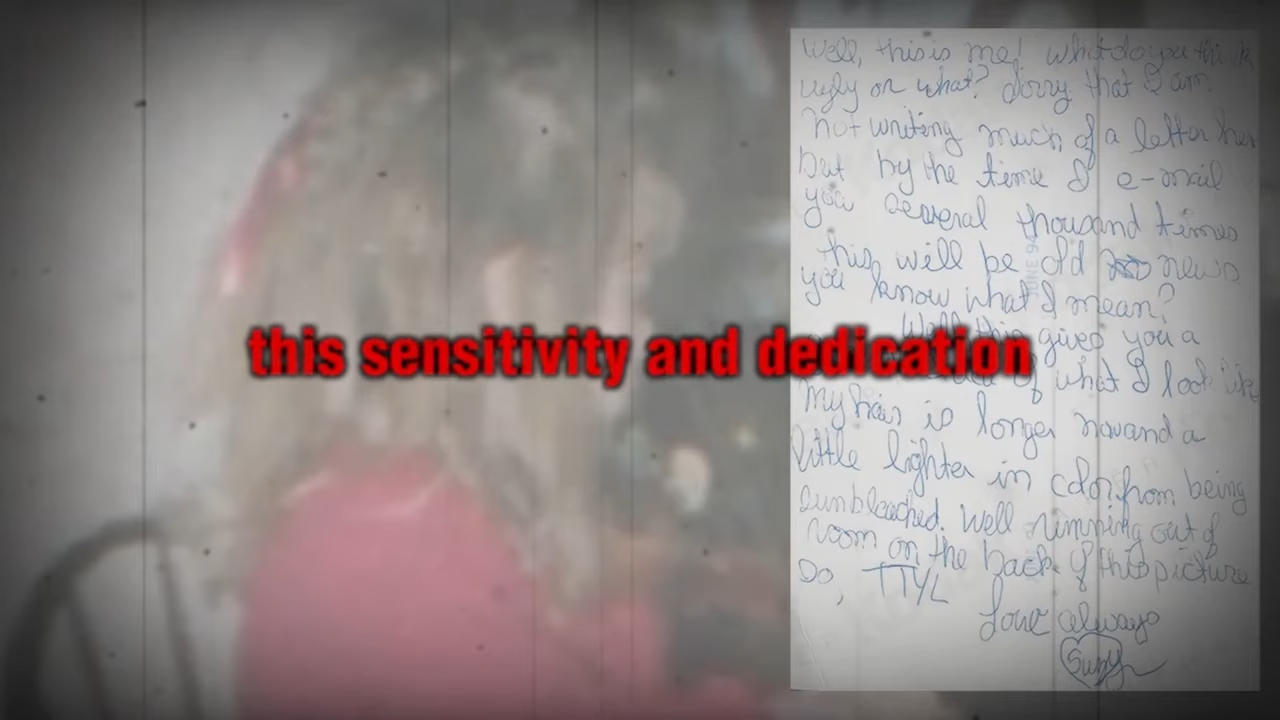 this sensitivity and dedication
Well, this is me! what do you think
ugly or what? Sorry that I am
not writing much of a letter here
but by the time I e-mail
you several thousand times
this will be old news
you know what I mean?
Well this gives you a
of what I look like
My hair is longer now and a
little lighter in color from being
sunbleached. Well running out of
room on the back of this picture
So, TTYL
Love always
Suzy